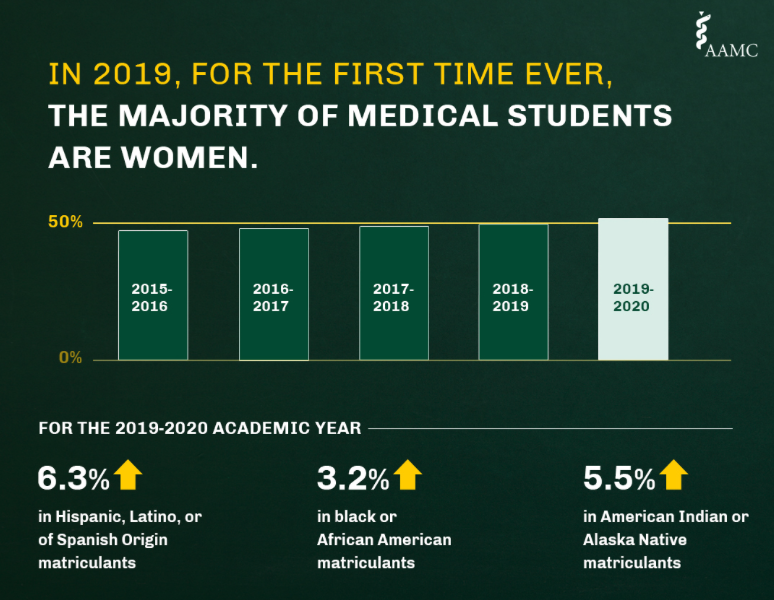 AAMC
IN 2019, FOR THE FIRST TIME EVER,
THE MAJORITY OF MEDICAL STUDENTS
ARE WOMEN.
50%
2015-
2016
2016-
2017
2017-
2018
2018-
2019
2019-
2020
0%
FOR THE 2019-2020 ACADEMIC YEAR
6.3%
in Hispanic, Latino, or
of Spanish Origin
matriculants
3.2%
in black or
African American
matriculants
5.5%
in American Indian or
Alaska Native
matriculants